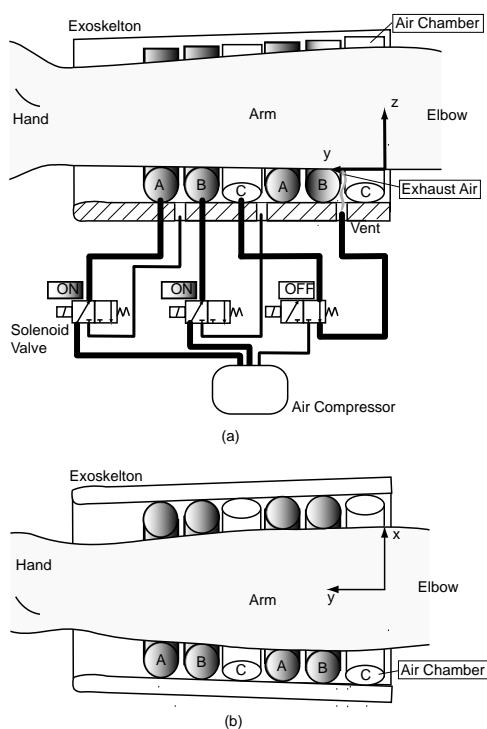 Exoskelton
Air Chamber
Hand
Arm
z
Elbow
y
A B C A B C
Exhaust Air
Vent
ON ON OFF
Solenoid
Valve
Air Compressor
(a)
Exoskelton
x
Hand
y
Arm
Elbow
A B C A B C
Air Chamber
(b)